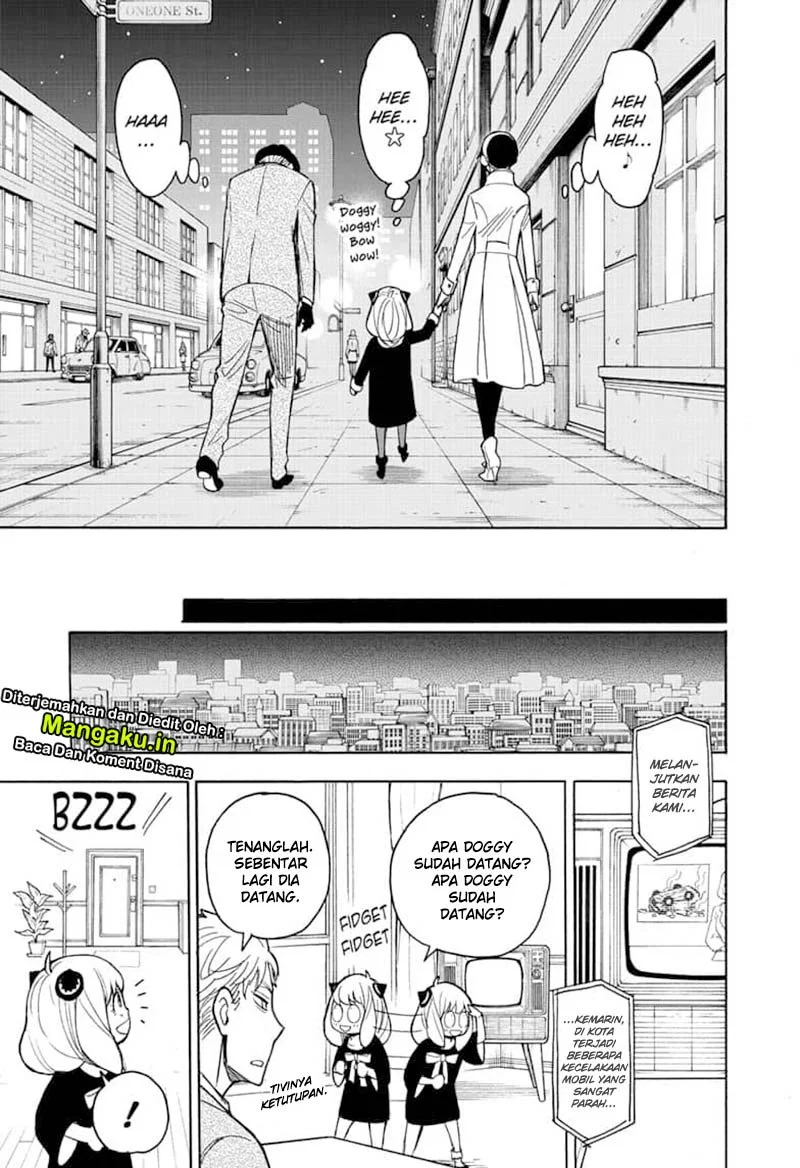 ONEONE St.
HEH
HEH
HEH...
♪
HEE
HEE...
☆
HAAA
...
Doggy
woggy!
Bow
wow!
Diterjemahkan dan Diedit Oleh :
Mangaku.in
Baca Dan Koment Disana
MELAN-
JUTKAN
BERITA
KAMI...
...KEMARIN,
DI KOTA
TERJADI
BEBERAPA
KECELAKAAN
MOBIL YANG
SANGAT
PARAH...
APA DOGGY
SUDAH DATANG?
APA DOGGY
SUDAH
DATANG?
FIDGET
FIDGET
TENANGLAH.
SEBENTAR
LAGI DIA
DATANG.
TIVINYA
KETUTUPAN.
BZZZ
!